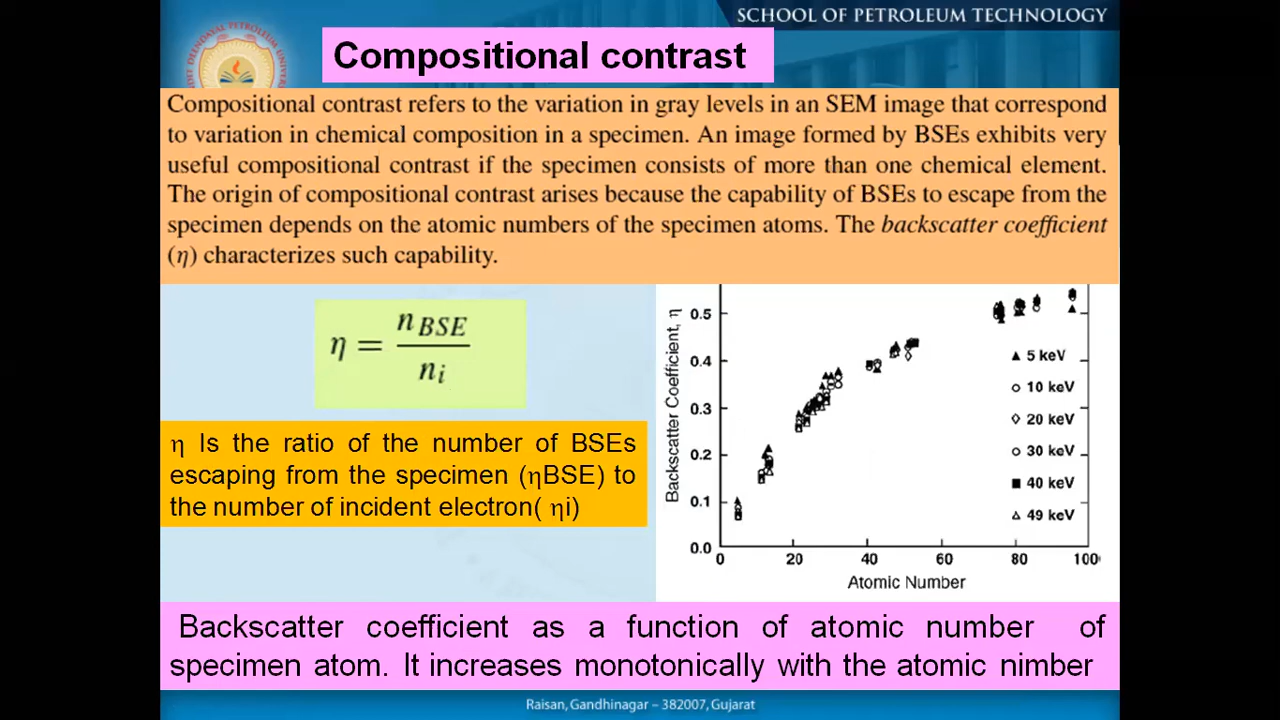 SCHOOL OF PETROLEUM TECHNOLOGY
Compositional contrast
Compositional contrast refers to the variation in gray levels in an SEM image that correspond
to variation in chemical composition in a specimen. An image formed by BSEs exhibits very
useful compositional contrast if the specimen consists of more than one chemical element.
The origin of compositional contrast arises because the capability of BSEs to escape from the
specimen depends on the atomic numbers of the specimen atoms. The backscatter coefficient
(η) characterizes such capability.
η = n_BSE / n_i
η Is the ratio of the number of BSEs
escaping from the specimen (ηBSE) to
the number of incident electron( ηi)
Backscatter Coefficient, η
0.5
0.4
0.3
0.2
0.1
0.0
0 20 40 60 80 100
Atomic Number
5 keV
10 keV
20 keV
30 keV
40 keV
49 keV
Backscatter coefficient as a function of atomic number of
specimen atom. It increases monotonically with the atomic nimber
Raisan, Gandhinagar – 382007, Gujarat